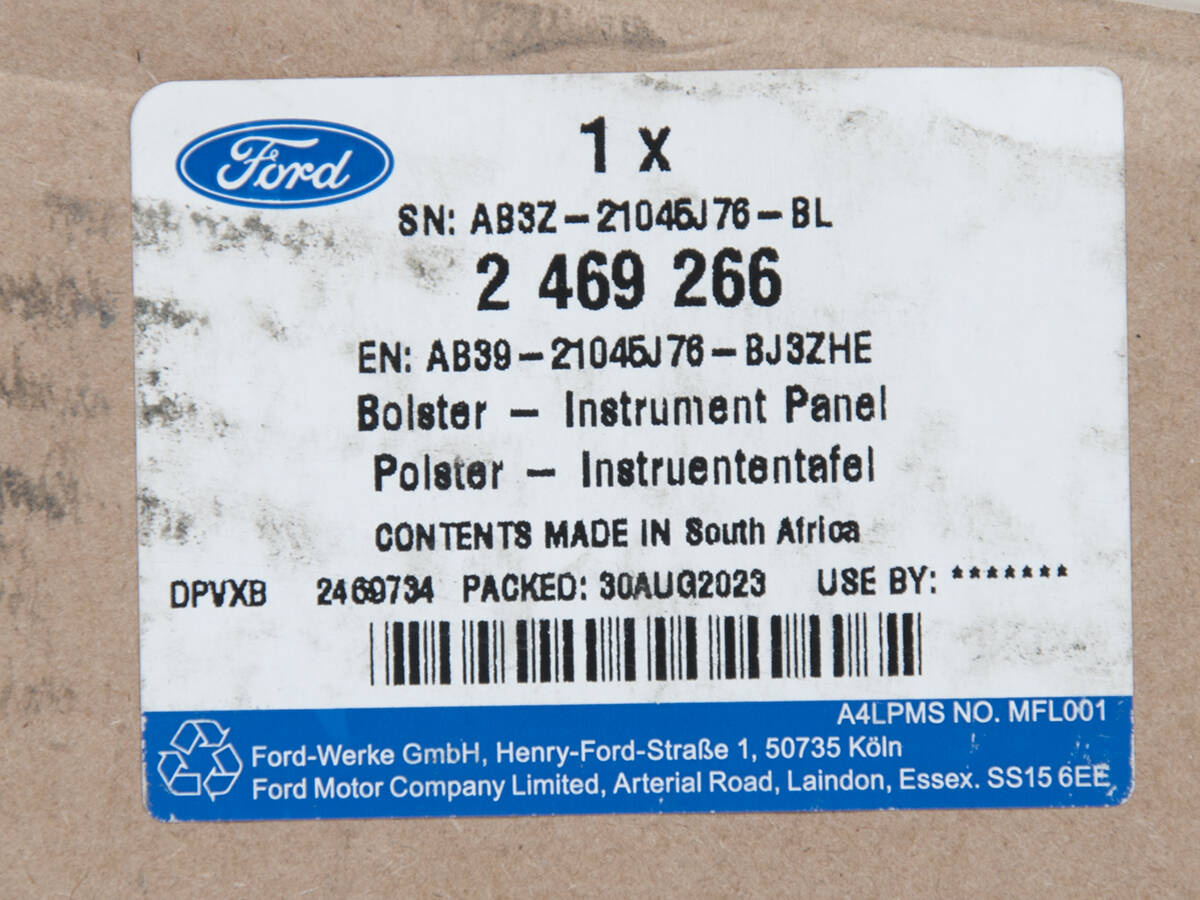 Ford
1 x
SN: AB3Z-21045J76-BL
2 469 266
EN: AB39-21045J76-BJ3ZHE
Bolster - Instrument Panel
Polster - Instruententafel
CONTENTS MADE IN South Africa
DPVXB 2469734 PACKED: 30AUG2023 USE BY: *******
A4LPMS NO. MFL001
Ford-Werke GmbH, Henry-Ford-Straße 1, 50735 Köln
Ford Motor Company Limited, Arterial Road, Laindon, Essex. SS15 6EE